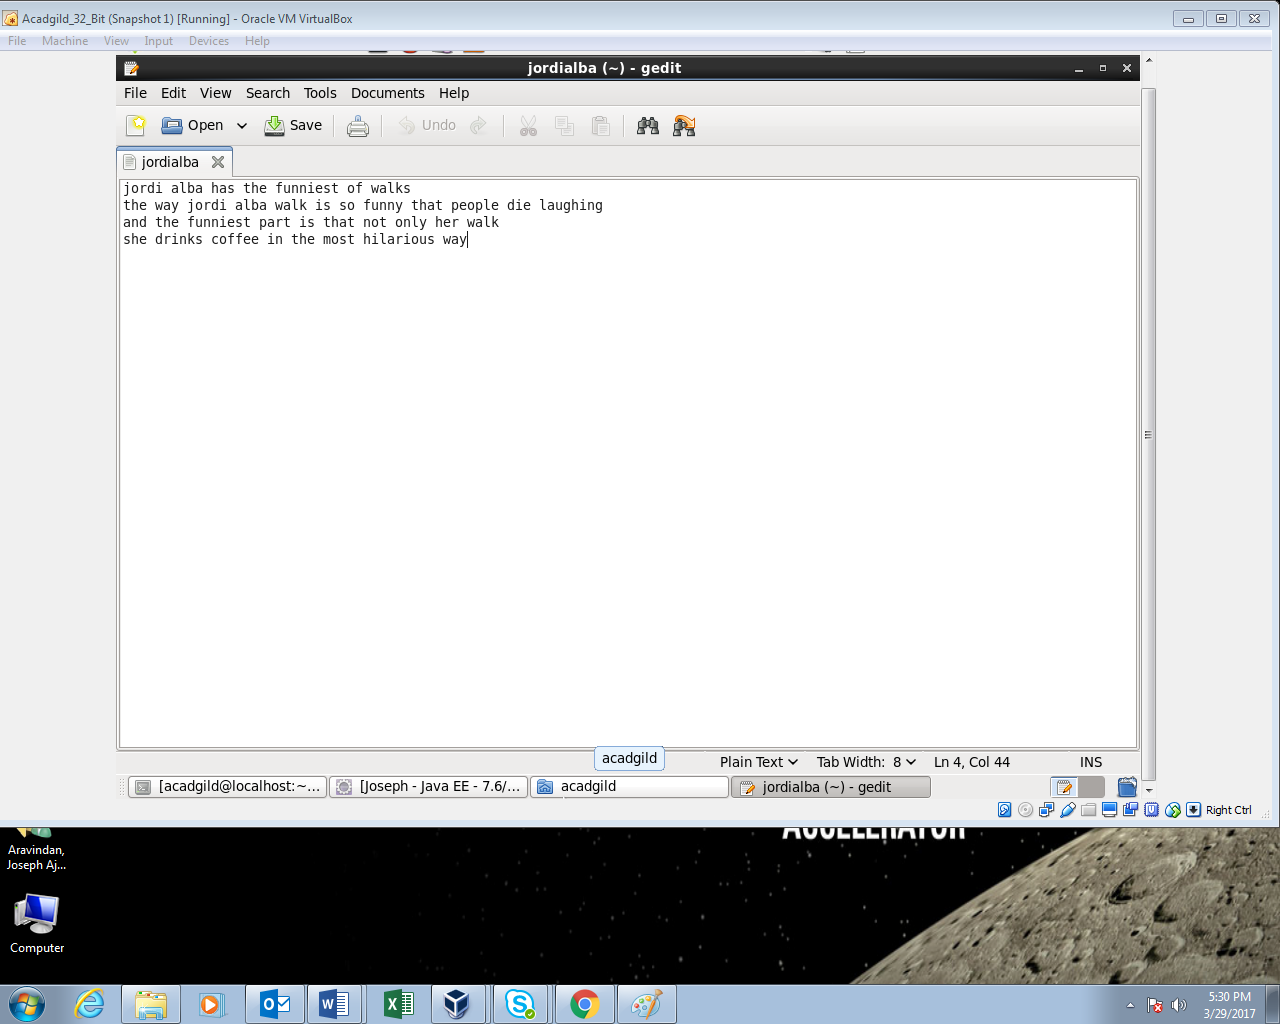 Acadgild_32_Bit (Snapshot 1) [Running] - Oracle VM VirtualBox
File Machine View Input Devices Help
jordialba (~) - gedit
File Edit View Search Tools Documents Help
Open Save Undo
jordialba
jordi alba has the funniest of walks
the way jordi alba walk is so funny that people die laughing
and the funniest part is that not only her walk
she drinks coffee in the most hilarious way
acadgild
Plain Text Tab Width: 8 Ln 4, Col 44 INS
[acadgild@localhost:~... [Joseph - Java EE - 7.6/... acadgild jordialba (~) - gedit
Right Ctrl
ACCELERATOR
Aravindan,
Joseph Aj...
Computer
5:30 PM
3/29/2017